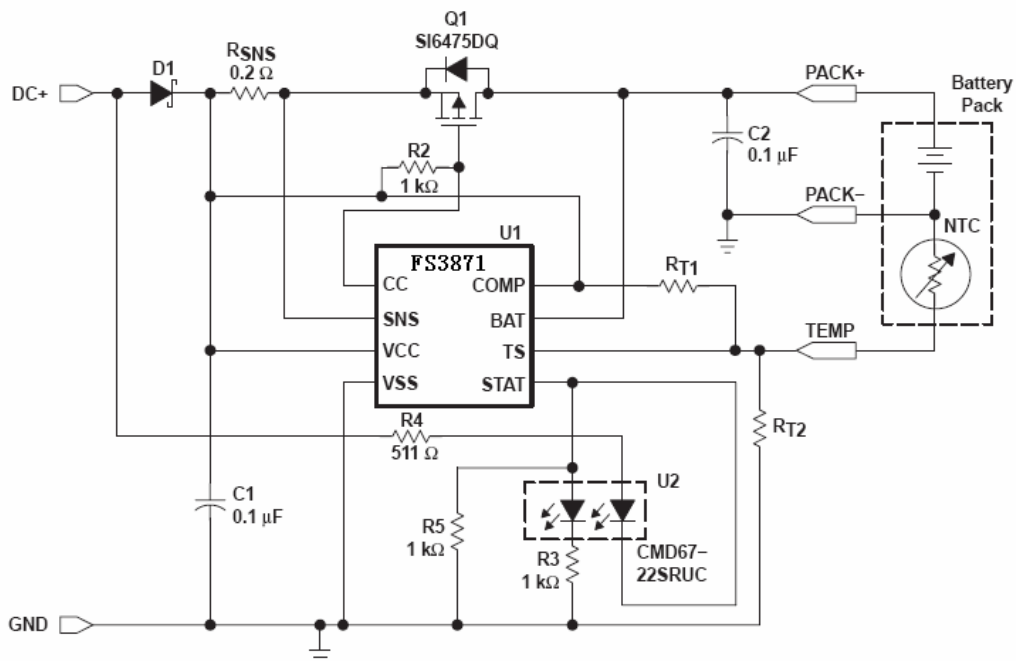 Q1
SI6475DQ
RSNS
0.2 Ω
D1
DC+
PACK+
Battery
Pack
C2
0.1 µF
R2
1 kΩ
PACK−
NTC
U1
FS3871
CC
COMP
SNS
BAT
VCC
TS
VSS
STAT
RT1
TEMP
R4
511 Ω
RT2
C1
0.1 µF
U2
R5
1 kΩ
R3
1 kΩ
CMD67−
22SRUC
GND